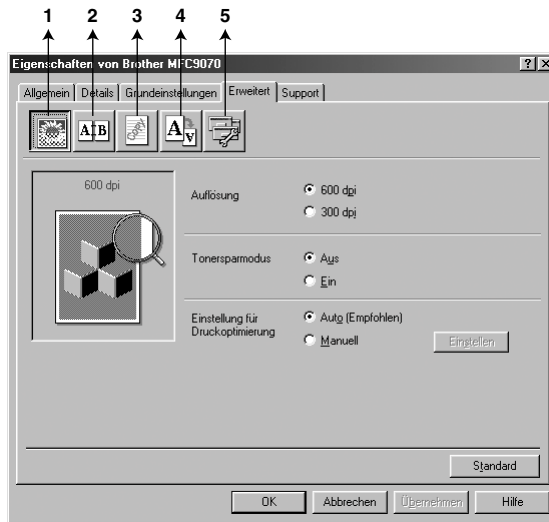 1 2 3 4 5
Eigenschaften von Brother MFC9070
Allgemein Details Grundeinstellungen Erweitert Support
A B Copy A A
600 dpi
Auflösung
600 dpi
300 dpi
Tonersparmodus
Aus
Ein
Einstellung für
Druckoptimierung
Auto (Empfohlen)
Manuell
Einstellen
Standard
OK Abbrechen Übernehmen Hilfe